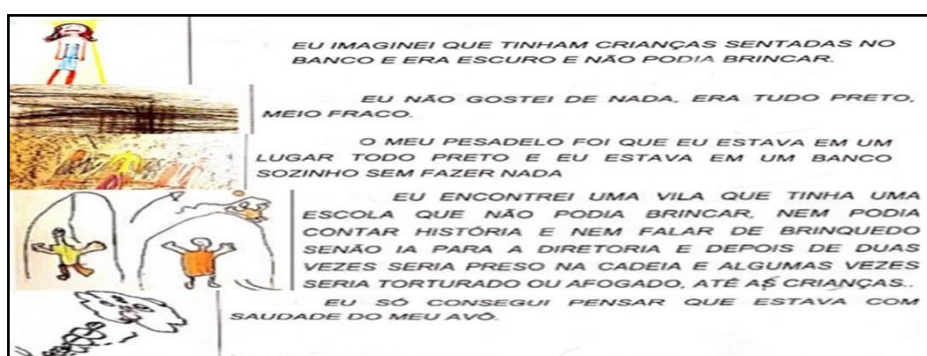 EU IMAGINEI QUE TINHAM CRIANÇAS SENTADAS NO
BANCO E ERA ESCURO E NÃO PODIA BRINCAR.
EU NÃO GOSTEI DE NADA, ERA TUDO PRETO,
MEIO FRACO.
O MEU PESADELO FOI QUE EU ESTAVA EM UM
LUGAR TODO PRETO E EU ESTAVA EM UM BANCO
SOZINHO SEM FAZER NADA
EU ENCONTREI UMA VILA QUE TINHA UMA
ESCOLA QUE NÃO PODIA BRINCAR, NEM PODIA
CONTAR HISTÓRIA E NEM FALAR DE BRINQUEDO
SENÃO IA PARA A DIRETORIA E DEPOIS DE DUAS
VEZES SERIA PRESO NA CADEIA E ALGUMAS VEZES
SERIA TORTURADO OU AFOGADO, ATÉ AS CRIANÇAS..
EU SÓ CONSEGUI PENSAR QUE ESTAVA COM
SAUDADE DO MEU AVÔ.